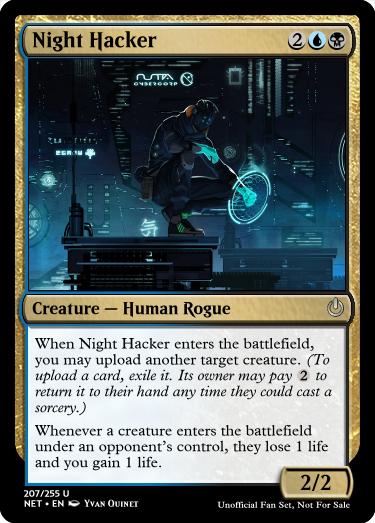 Night Hacker 2
NUTA
CYBERCORP
When Night Hacker enters the battlefield,
you may upload another target creature. (To
upload a card, exile it. Its owner may pay 2 to
return it to their hand any time they could cast a
sorcery.)
Whenever a creature enters the battlefield
under an opponent's control, they lose 1 life
and you gain 1 life.
Creature — Human Rogue
2/2
207/255 U
NET • EN Yvan Ouinet
Unofficial Fan Set, Not For Sale